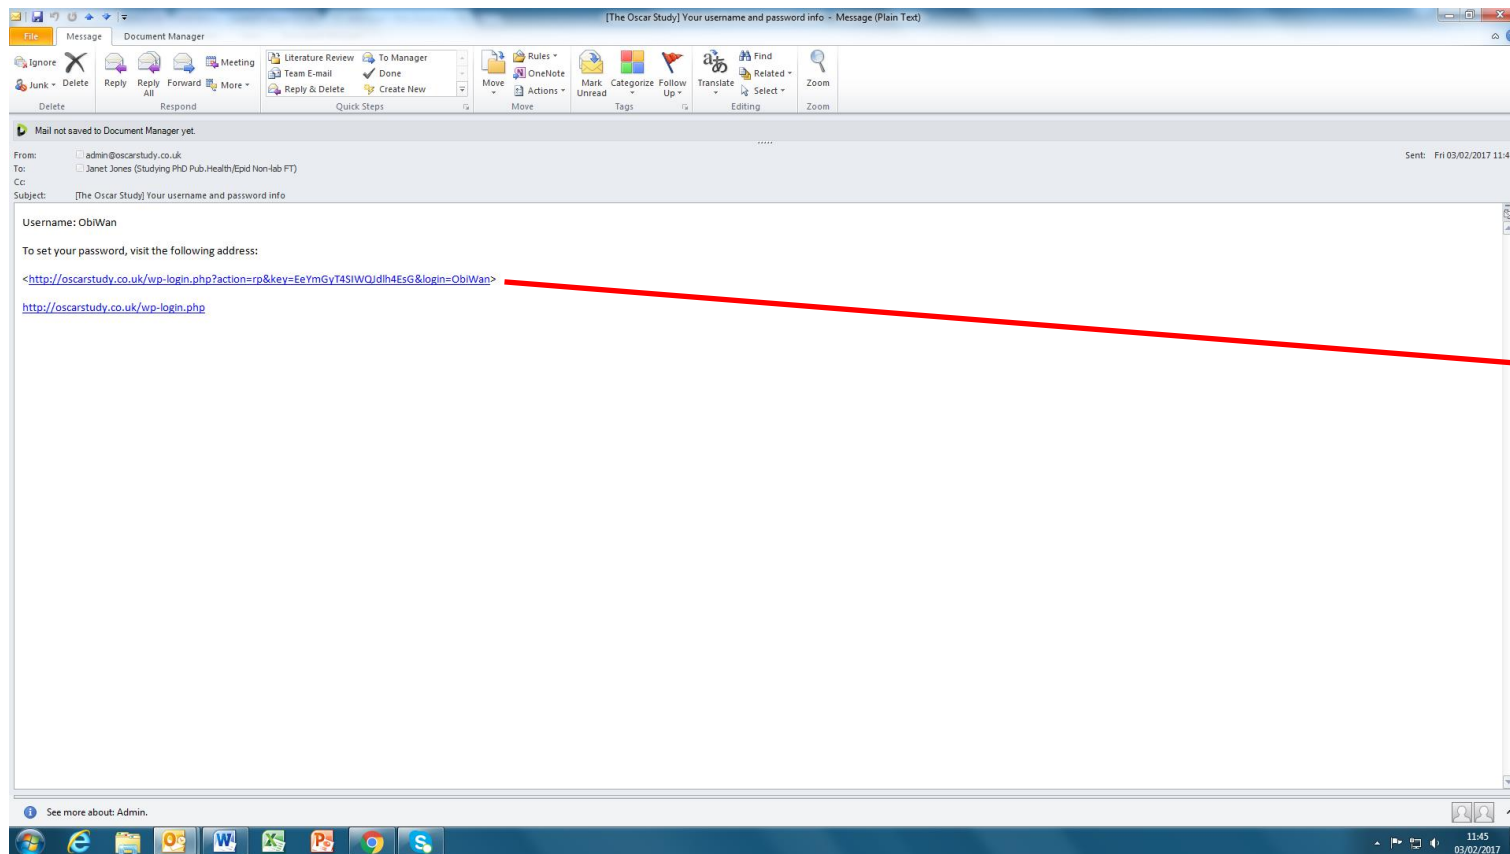 [The Oscar Study] Your username and password info - Message (Plain Text)
File Message Document Manager
Ignore
Junk
Delete
Reply
Reply All
Forward
Meeting
More
Literature Review
Team E-mail
Reply & Delete
To Manager
Done
Create New
Move
Rules
OneNote
Actions
Mark Unread
Categorize
Follow Up
Translate
Find
Related
Select
Zoom
Delete Respond Quick Steps Move Tags Editing Zoom
Mail not saved to Document Manager yet.
From: admin@oscarstudy.co.uk Sent: Fri 03/02/2017 11:4
To: Janet Jones (Studying PhD Pub.Health/Epid Non-lab FT)
Cc:
Subject: [The Oscar Study] Your username and password info
Username: ObiWan
To set your password, visit the following address:
<http://oscarstudy.co.uk/wp-login.php?action=rp&key=EeYmGyT4SIWQJdlh4EsG&login=ObiWan>
http://oscarstudy.co.uk/wp-login.php
See more about: Admin.
11:45
03/02/2017